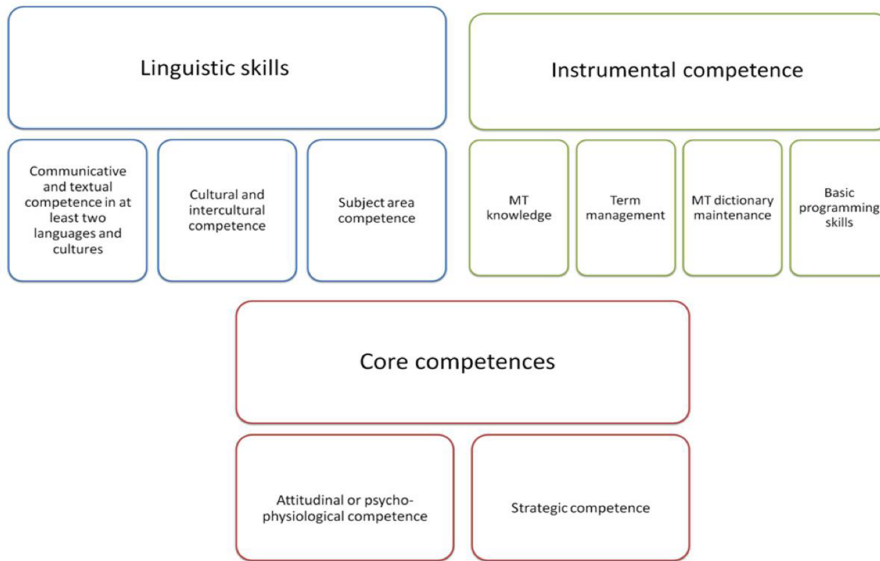 Linguistic skills
Communicative
and textual
competence in at
least two
languages and
cultures
Cultural and
intercultural
competence
Subject area
competence
Instrumental competence
MT
knowledge
Term
management
MT dictionary
maintenance
Basic
programming
skills
Core competences
Attitudinal or psycho-
physiological competence
Strategic competence